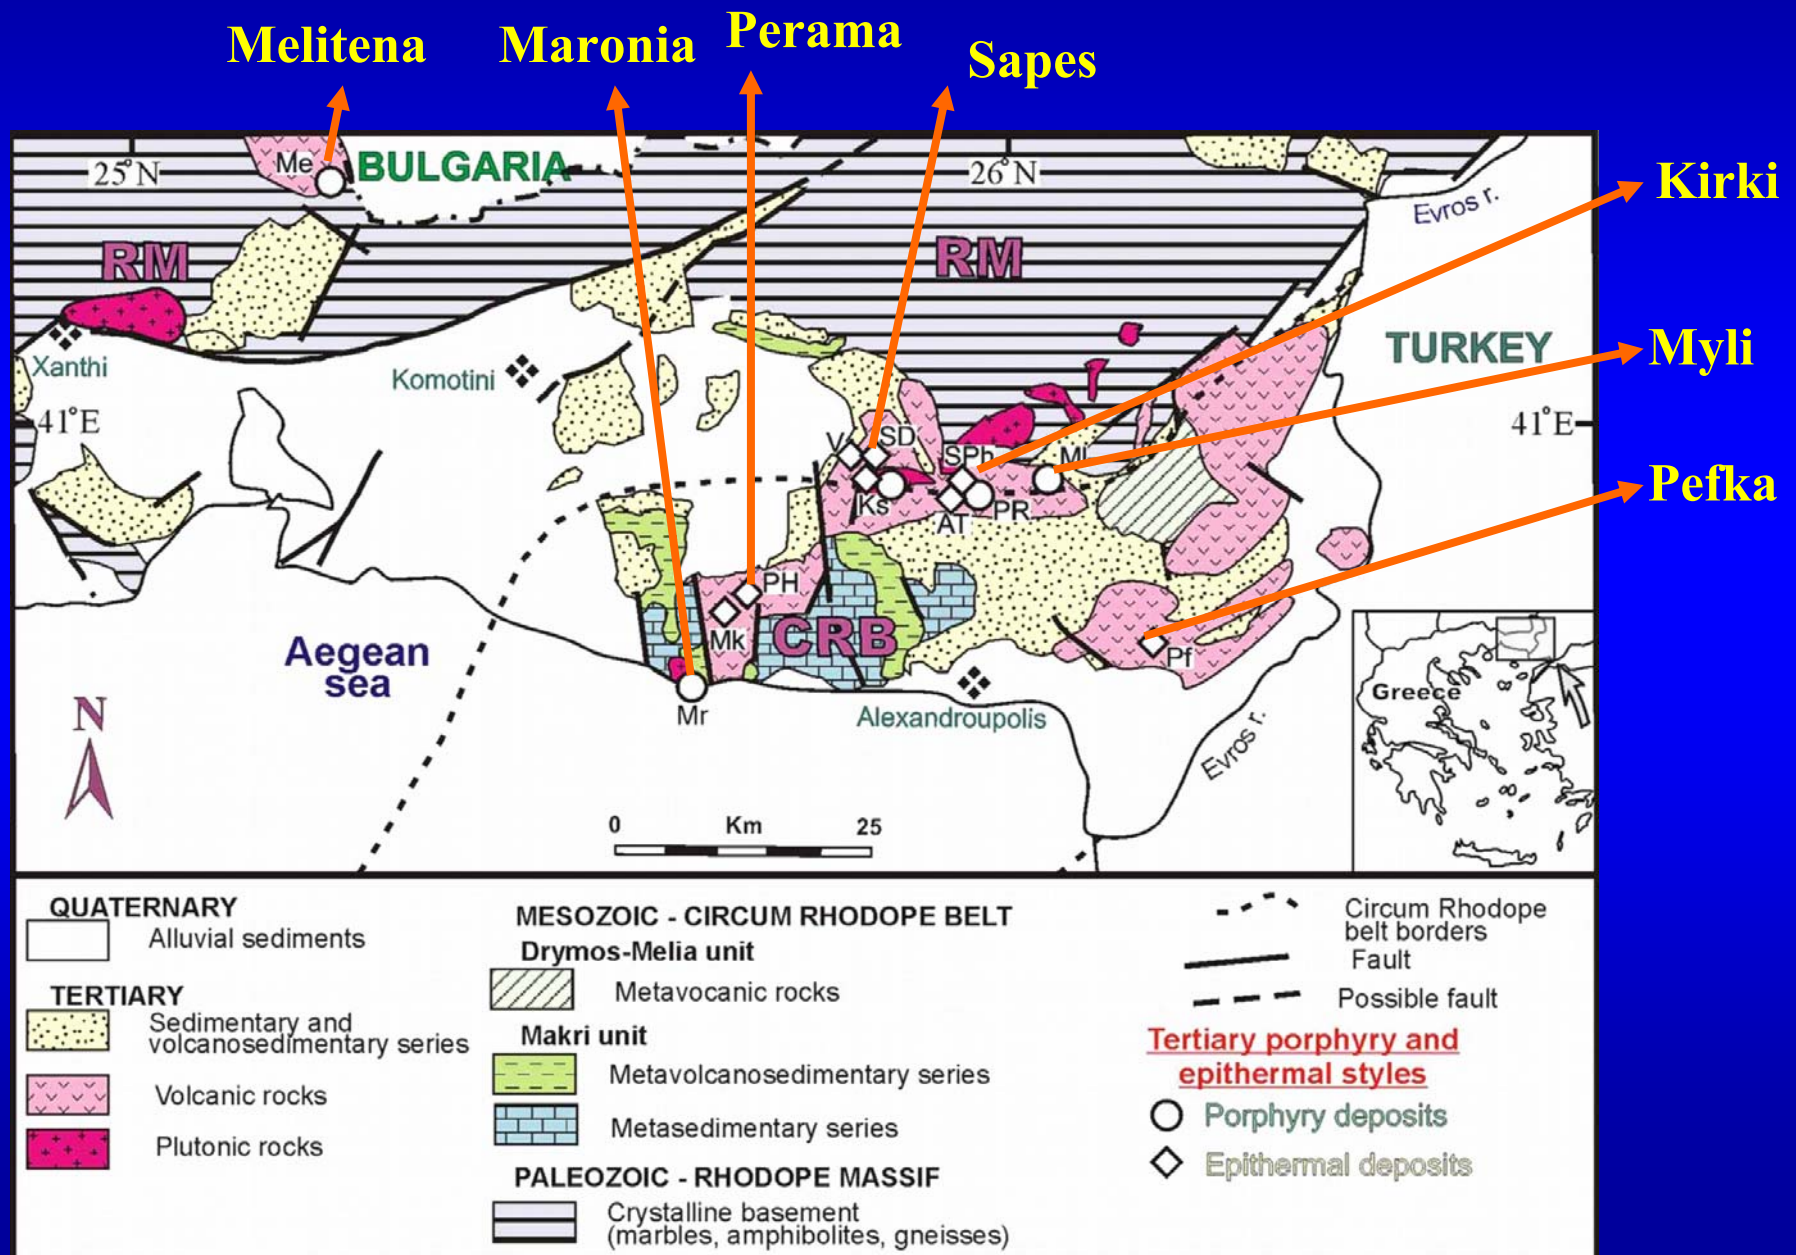 Melitena
Maronia
Perama
Sapes
Kirki
Myli
Pefka
25°N
Me
BULGARIA
26°N
Evros r.
RM
RM
TURKEY
Xanthi
Komotini
41°E
41°E
V
SD
SPh
Ml
Ks
AT
PR
PH
Mk
CRB
Pf
Mr
Aegean
sea
N
Alexandroupolis
Evros r.
Greece
0 Km 25
QUATERNARY
Alluvial sediments
TERTIARY
Sedimentary and
volcanosedimentary series
Volcanic rocks
Plutonic rocks
MESOZOIC - CIRCUM RHODOPE BELT
Drymos-Melia unit
Metavocanic rocks
Makri unit
Metavolcanosedimentary series
Metasedimentary series
PALEOZOIC - RHODOPE MASSIF
Crystalline basement
(marbles, amphibolites, gneisses)
Circum Rhodope
belt borders
Fault
Possible fault
Tertiary porphyry and
epithermal styles
Porphyry deposits
Epithermal deposits